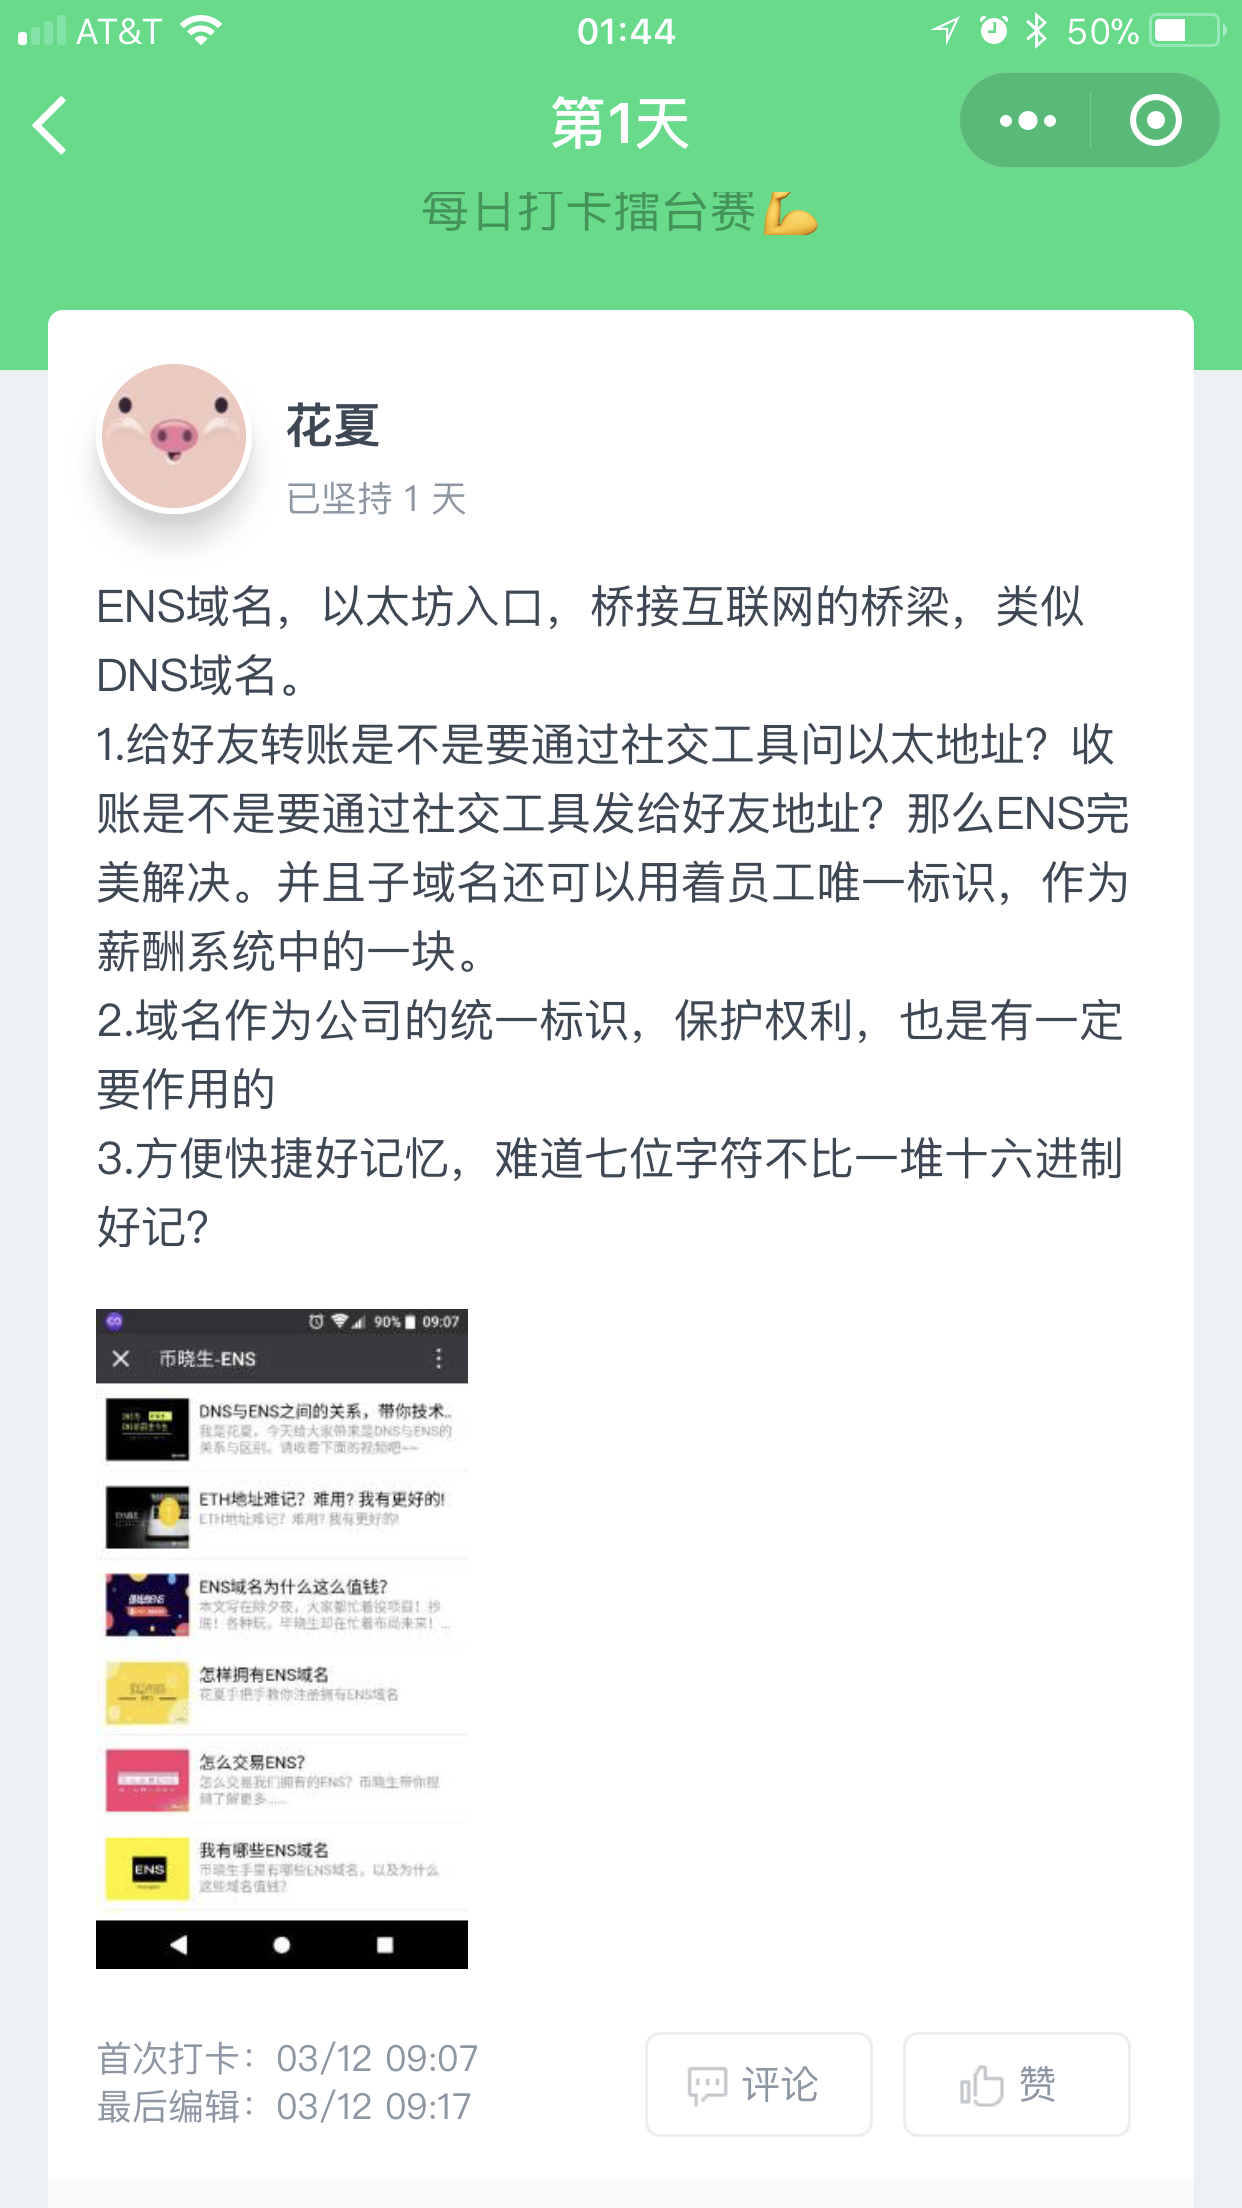 AT&T 01:44 50%
第1天
每日打卡擂台赛💪
花夏
已坚持 1 天
ENS域名，以太坊入口，桥接互联网的桥梁，类似
DNS域名。
1.给好友转账是不是要通过社交工具问以太地址？收
账是不是要通过社交工具发给好友地址？那么ENS完
美解决。并且子域名还可以用着员工唯一标识，作为
薪酬系统中的一块。
2.域名作为公司的统一标识，保护权利，也是有一定
要作用的
3.方便快捷好记忆，难道七位字符不比一堆十六进制
好记？
90% 09:07
币晓生-ENS
DNS与ENS之间的关系，带你技术..
我是花夏，今天给大家带来是DNS与ENS的
关系与区别。请收看下面的视频吧~~
ETH地址难记？难用? 我有更好的!
ETH地址难记？难用? 我有更好的!
ENS域名为什么这么值钱?
本文写在除夕夜，大家都忙着投项目！抄
底！各种玩，毕晓生却在忙着布局未来！...
怎样拥有ENS域名
花夏手把手教你注册拥有ENS域名
怎么交易ENS？
怎么交易我们拥有的ENS？币晓生带你视
频了解更多......
ENS
我有哪些ENS域名
币晓生手里有哪些ENS域名，以及为什么
这些域名值钱?
首次打卡：03/12 09:07
最后编辑：03/12 09:17
评论
赞